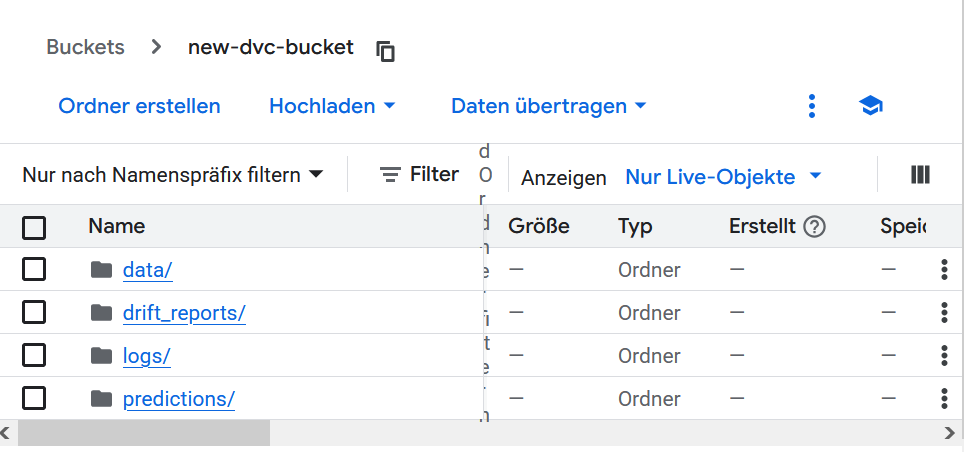 Buckets > new-dvc-bucket
Ordner erstellen Hochladen Daten übertragen
Nur nach Namenspräfix filtern Filter Anzeigen Nur Live-Objekte
Name Größe Typ Erstellt ?
data/ — Ordner — —
drift_reports/ — Ordner — —
logs/ — Ordner — —
predictions/ — Ordner — —